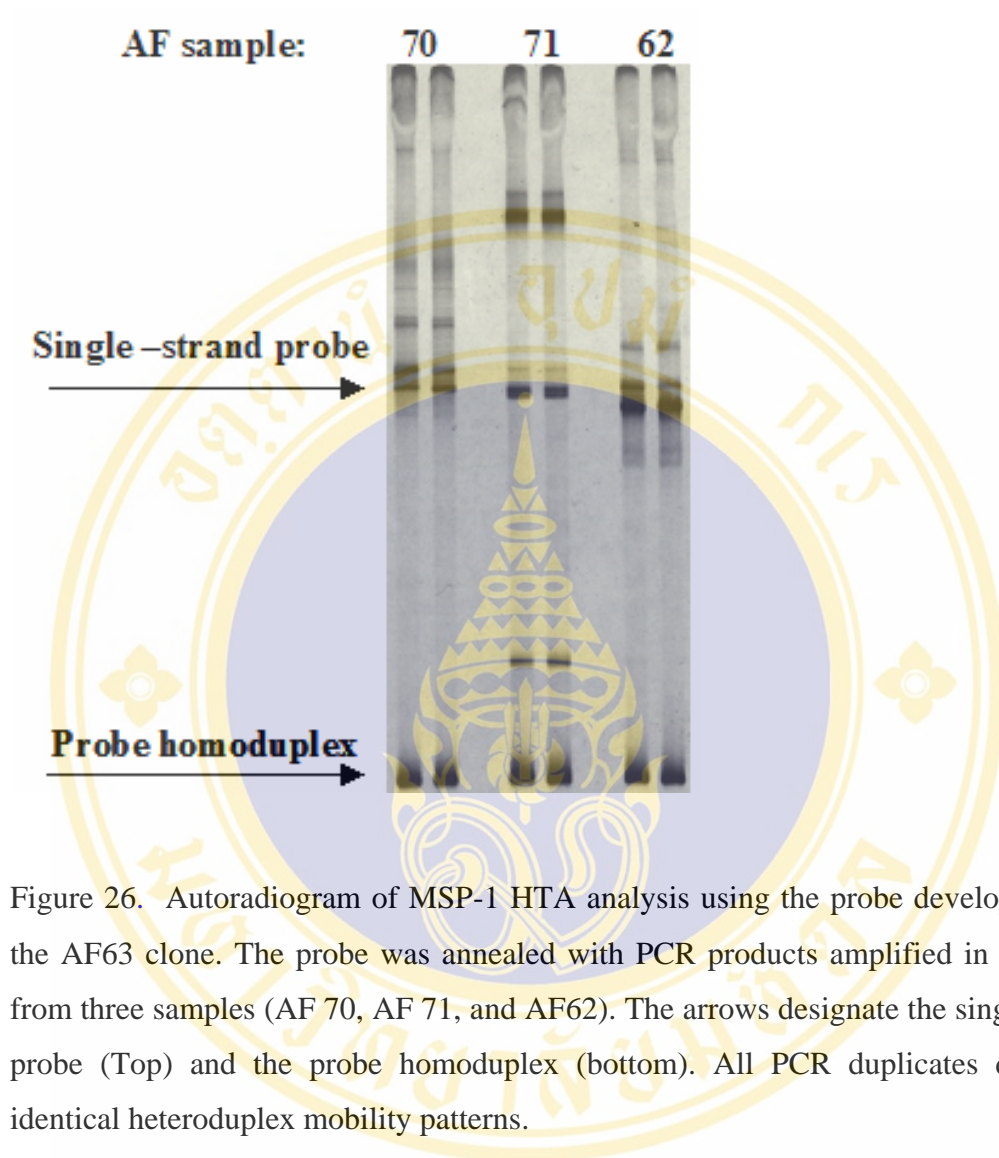 AF sample: 70 71 62
Single –strand probe
Probe homoduplex
Figure 26. Autoradiogram of MSP-1 HTA analysis using the probe develo
the AF63 clone. The probe was annealed with PCR products amplified in
from three samples (AF 70, AF 71, and AF62). The arrows designate the sing
probe (Top) and the probe homoduplex (bottom). All PCR duplicates
identical heteroduplex mobility patterns.